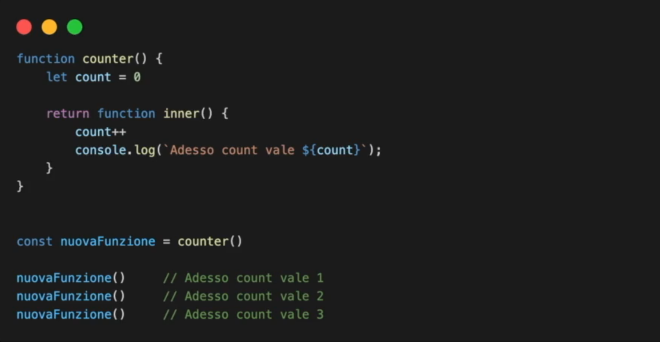 function counter() {
    let count = 0
    return function inner() {
        count++
        console.log(`Adesso count vale ${count}`);
    }
}
const nuovaFunzione = counter()
nuovaFunzione()     // Adesso count vale 1
nuovaFunzione()     // Adesso count vale 2
nuovaFunzione()     // Adesso count vale 3